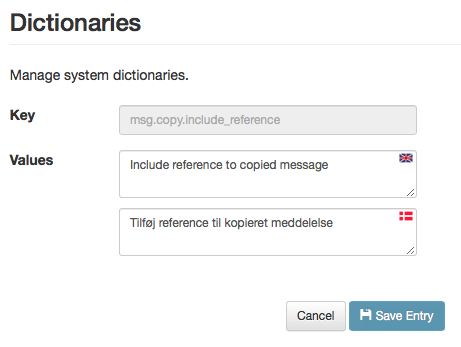 Dictionaries
Manage system dictionaries.
Key
msg.copy.include_reference
Values
Include reference to copied message
Tilføj reference til kopieret meddelelse
Cancel
Save Entry